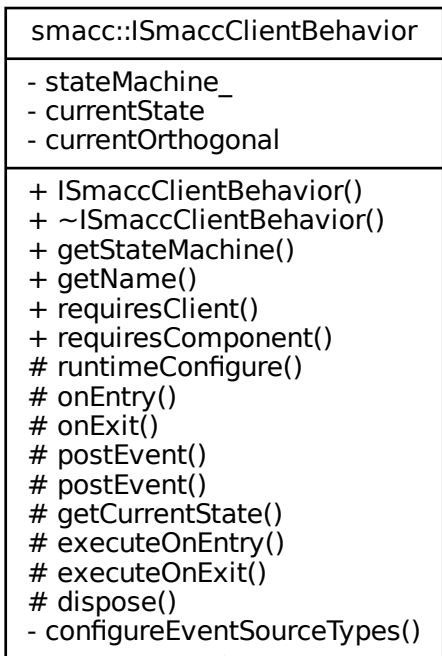 smacc::ISmaccClientBehavior
- stateMachine_
- currentState
- currentOrthogonal
+ ISmaccClientBehavior()
+ ~ISmaccClientBehavior()
+ getStateMachine()
+ getName()
+ requiresClient()
+ requiresComponent()
# runtimeConfigure()
# onEntry()
# onExit()
# postEvent()
# postEvent()
# getCurrentState()
# executeOnEntry()
# executeOnExit()
# dispose()
- configureEventSourceTypes()